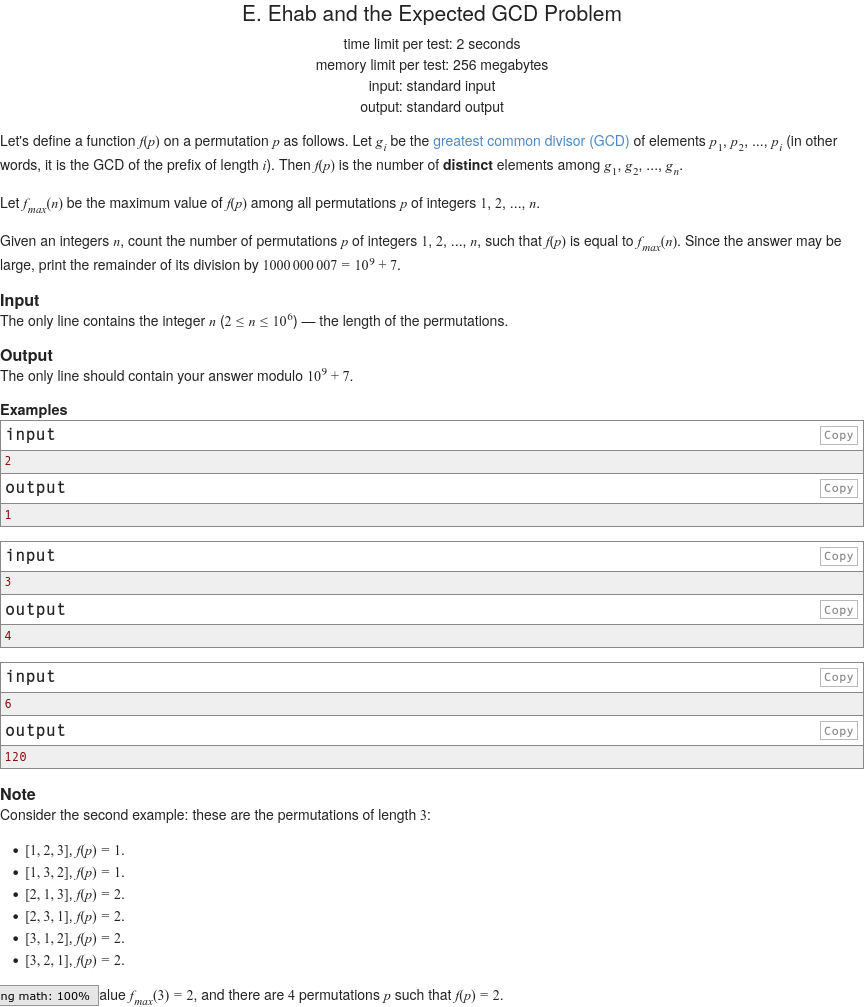 E. Ehab and the Expected GCD Problem
time limit per test: 2 seconds
memory limit per test: 256 megabytes
input: standard input
output: standard output
Let's define a function f(p) on a permutation p as follows. Let g_i be the greatest common divisor (GCD) of elements p_1, p_2, ..., p_i (in other
words, it is the GCD of the prefix of length i). Then f(p) is the number of distinct elements among g_1, g_2, ..., g_n.
Let f_max(n) be the maximum value of f(p) among all permutations p of integers 1, 2, ..., n.
Given an integers n, count the number of permutations p of integers 1, 2, ..., n, such that f(p) is equal to f_max(n). Since the answer may be
large, print the remainder of its division by 1000 000 007 = 10^9 + 7.
Input
The only line contains the integer n (2 ≤ n ≤ 10^6) — the length of the permutations.
Output
The only line should contain your answer modulo 10^9 + 7.
Examples
input Copy
2
output Copy
1
input Copy
3
output Copy
4
input Copy
6
output Copy
120
Note
Consider the second example: these are the permutations of length 3:
• [1, 2, 3], f(p) = 1.
• [1, 3, 2], f(p) = 1.
• [2, 1, 3], f(p) = 2.
• [2, 3, 1], f(p) = 2.
• [3, 1, 2], f(p) = 2.
• [3, 2, 1], f(p) = 2.
ng math: 100% alue f_max(3) = 2, and there are 4 permutations p such that f(p) = 2.